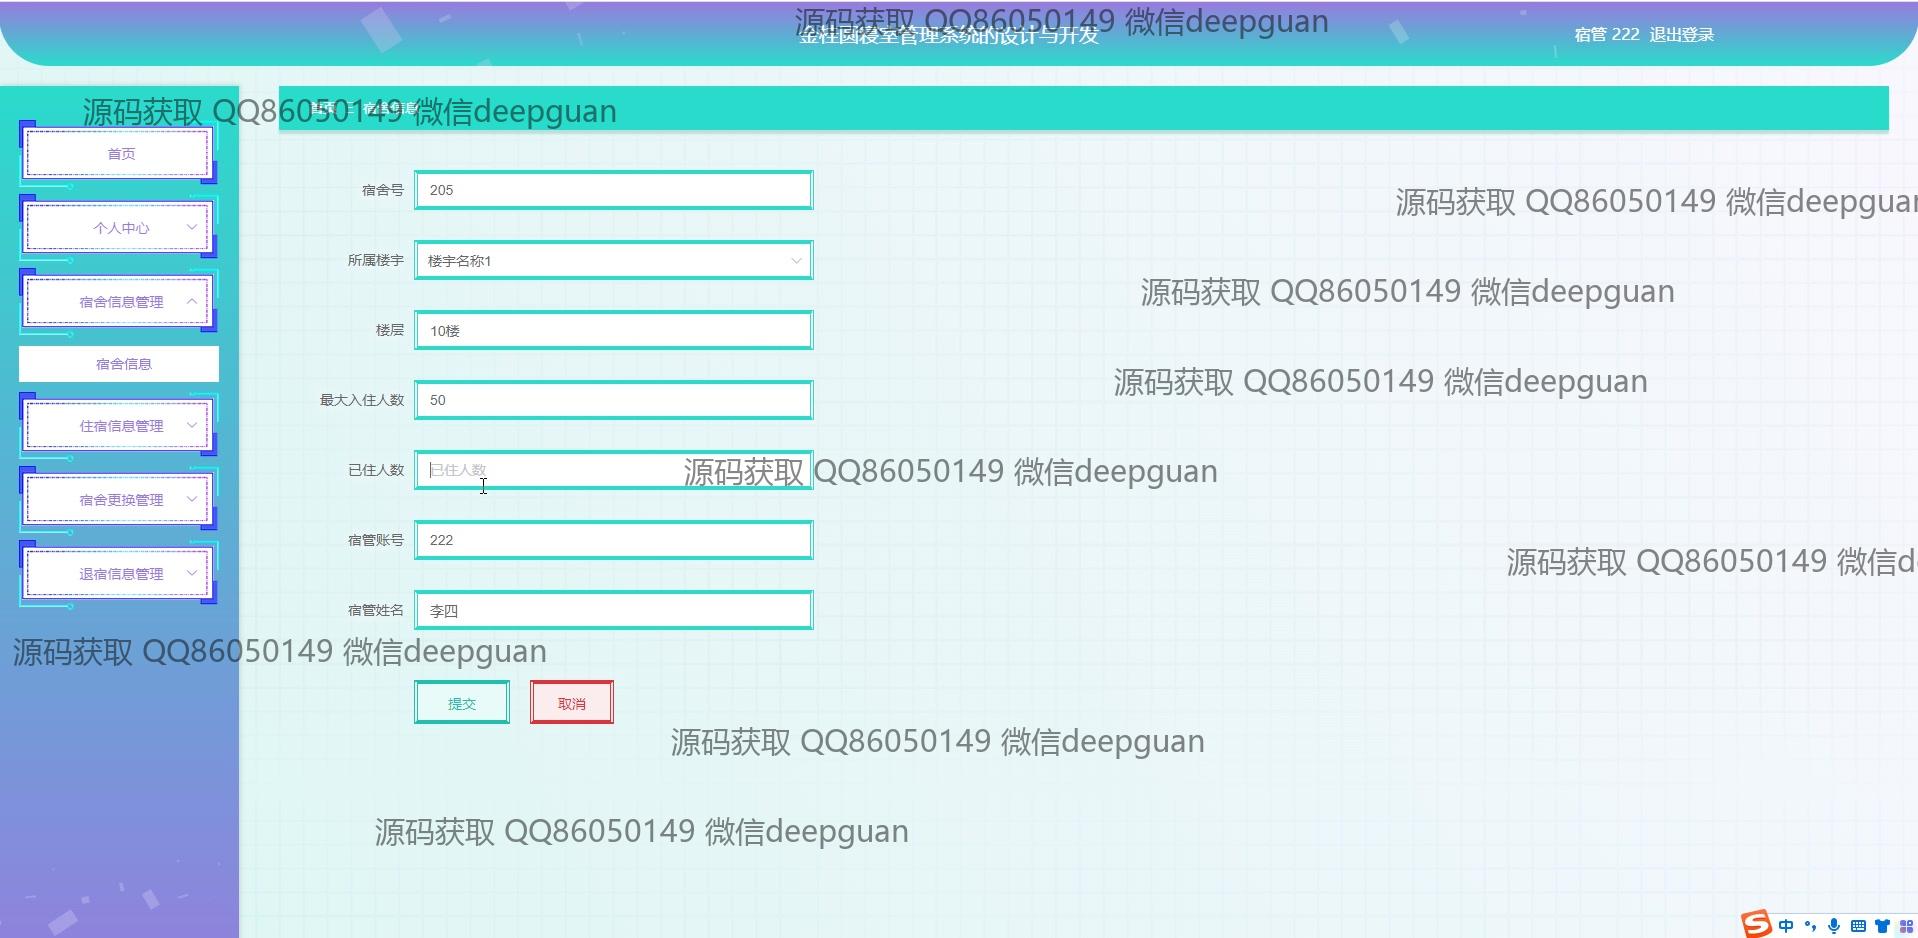 源码获取 QQ86050149 微信deepguan
金柱圆寝室管理系统的设计与开发
宿管 222 退出登录
源码获取 QQ86050149 微信deepguan
首页
宿舍信息
首页
个人中心
宿舍信息管理
宿舍信息
住宿信息管理
宿舍更换管理
退宿信息管理
宿舍号 205
源码获取 QQ86050149 微信deepguan
所属楼宇 楼宇名称1
源码获取 QQ86050149 微信deepguan
楼层 10楼
最大入住人数 50
源码获取 QQ86050149 微信deepguan
已住人数 已住人数
源码获取 QQ86050149 微信deepguan
宿管账号 222
源码获取 QQ86050149 微信d
宿管姓名 李四
源码获取 QQ86050149 微信deepguan
提交 取消
源码获取 QQ86050149 微信deepguan
源码获取 QQ86050149 微信deepguan
中